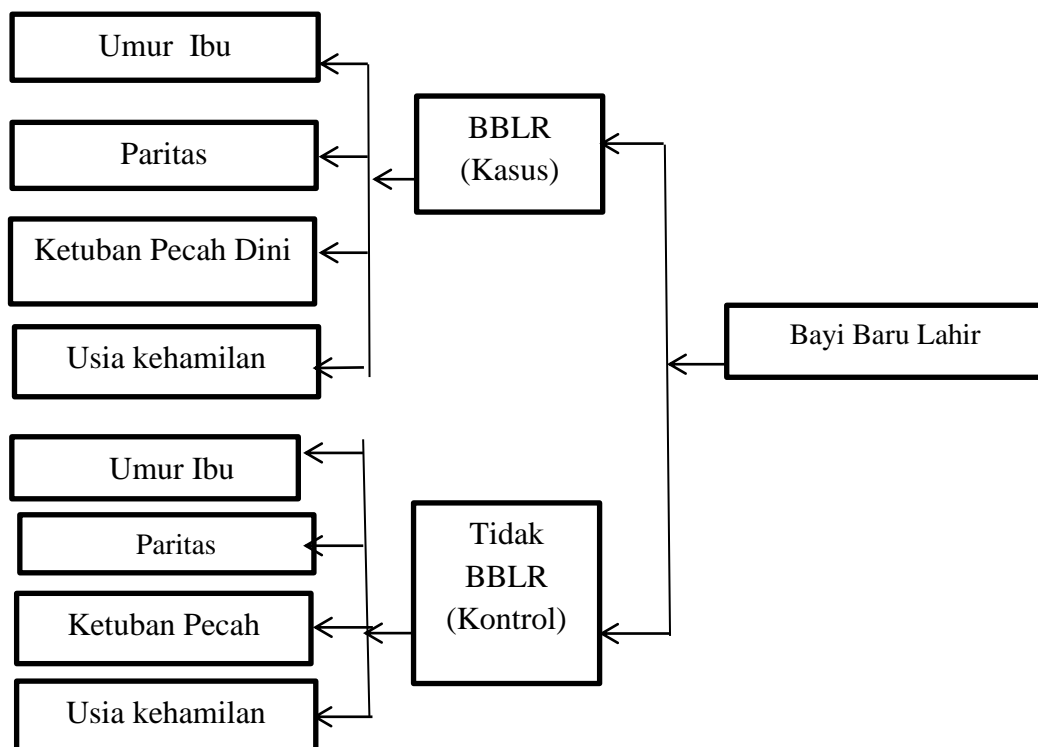 Umur Ibu
Paritas
Ketuban Pecah Dini
Usia kehamilan
BBLR
(Kasus)
Bayi Baru Lahir
Umur Ibu
Paritas
Ketuban Pecah
Usia kehamilan
Tidak
BBLR
(Kontrol)